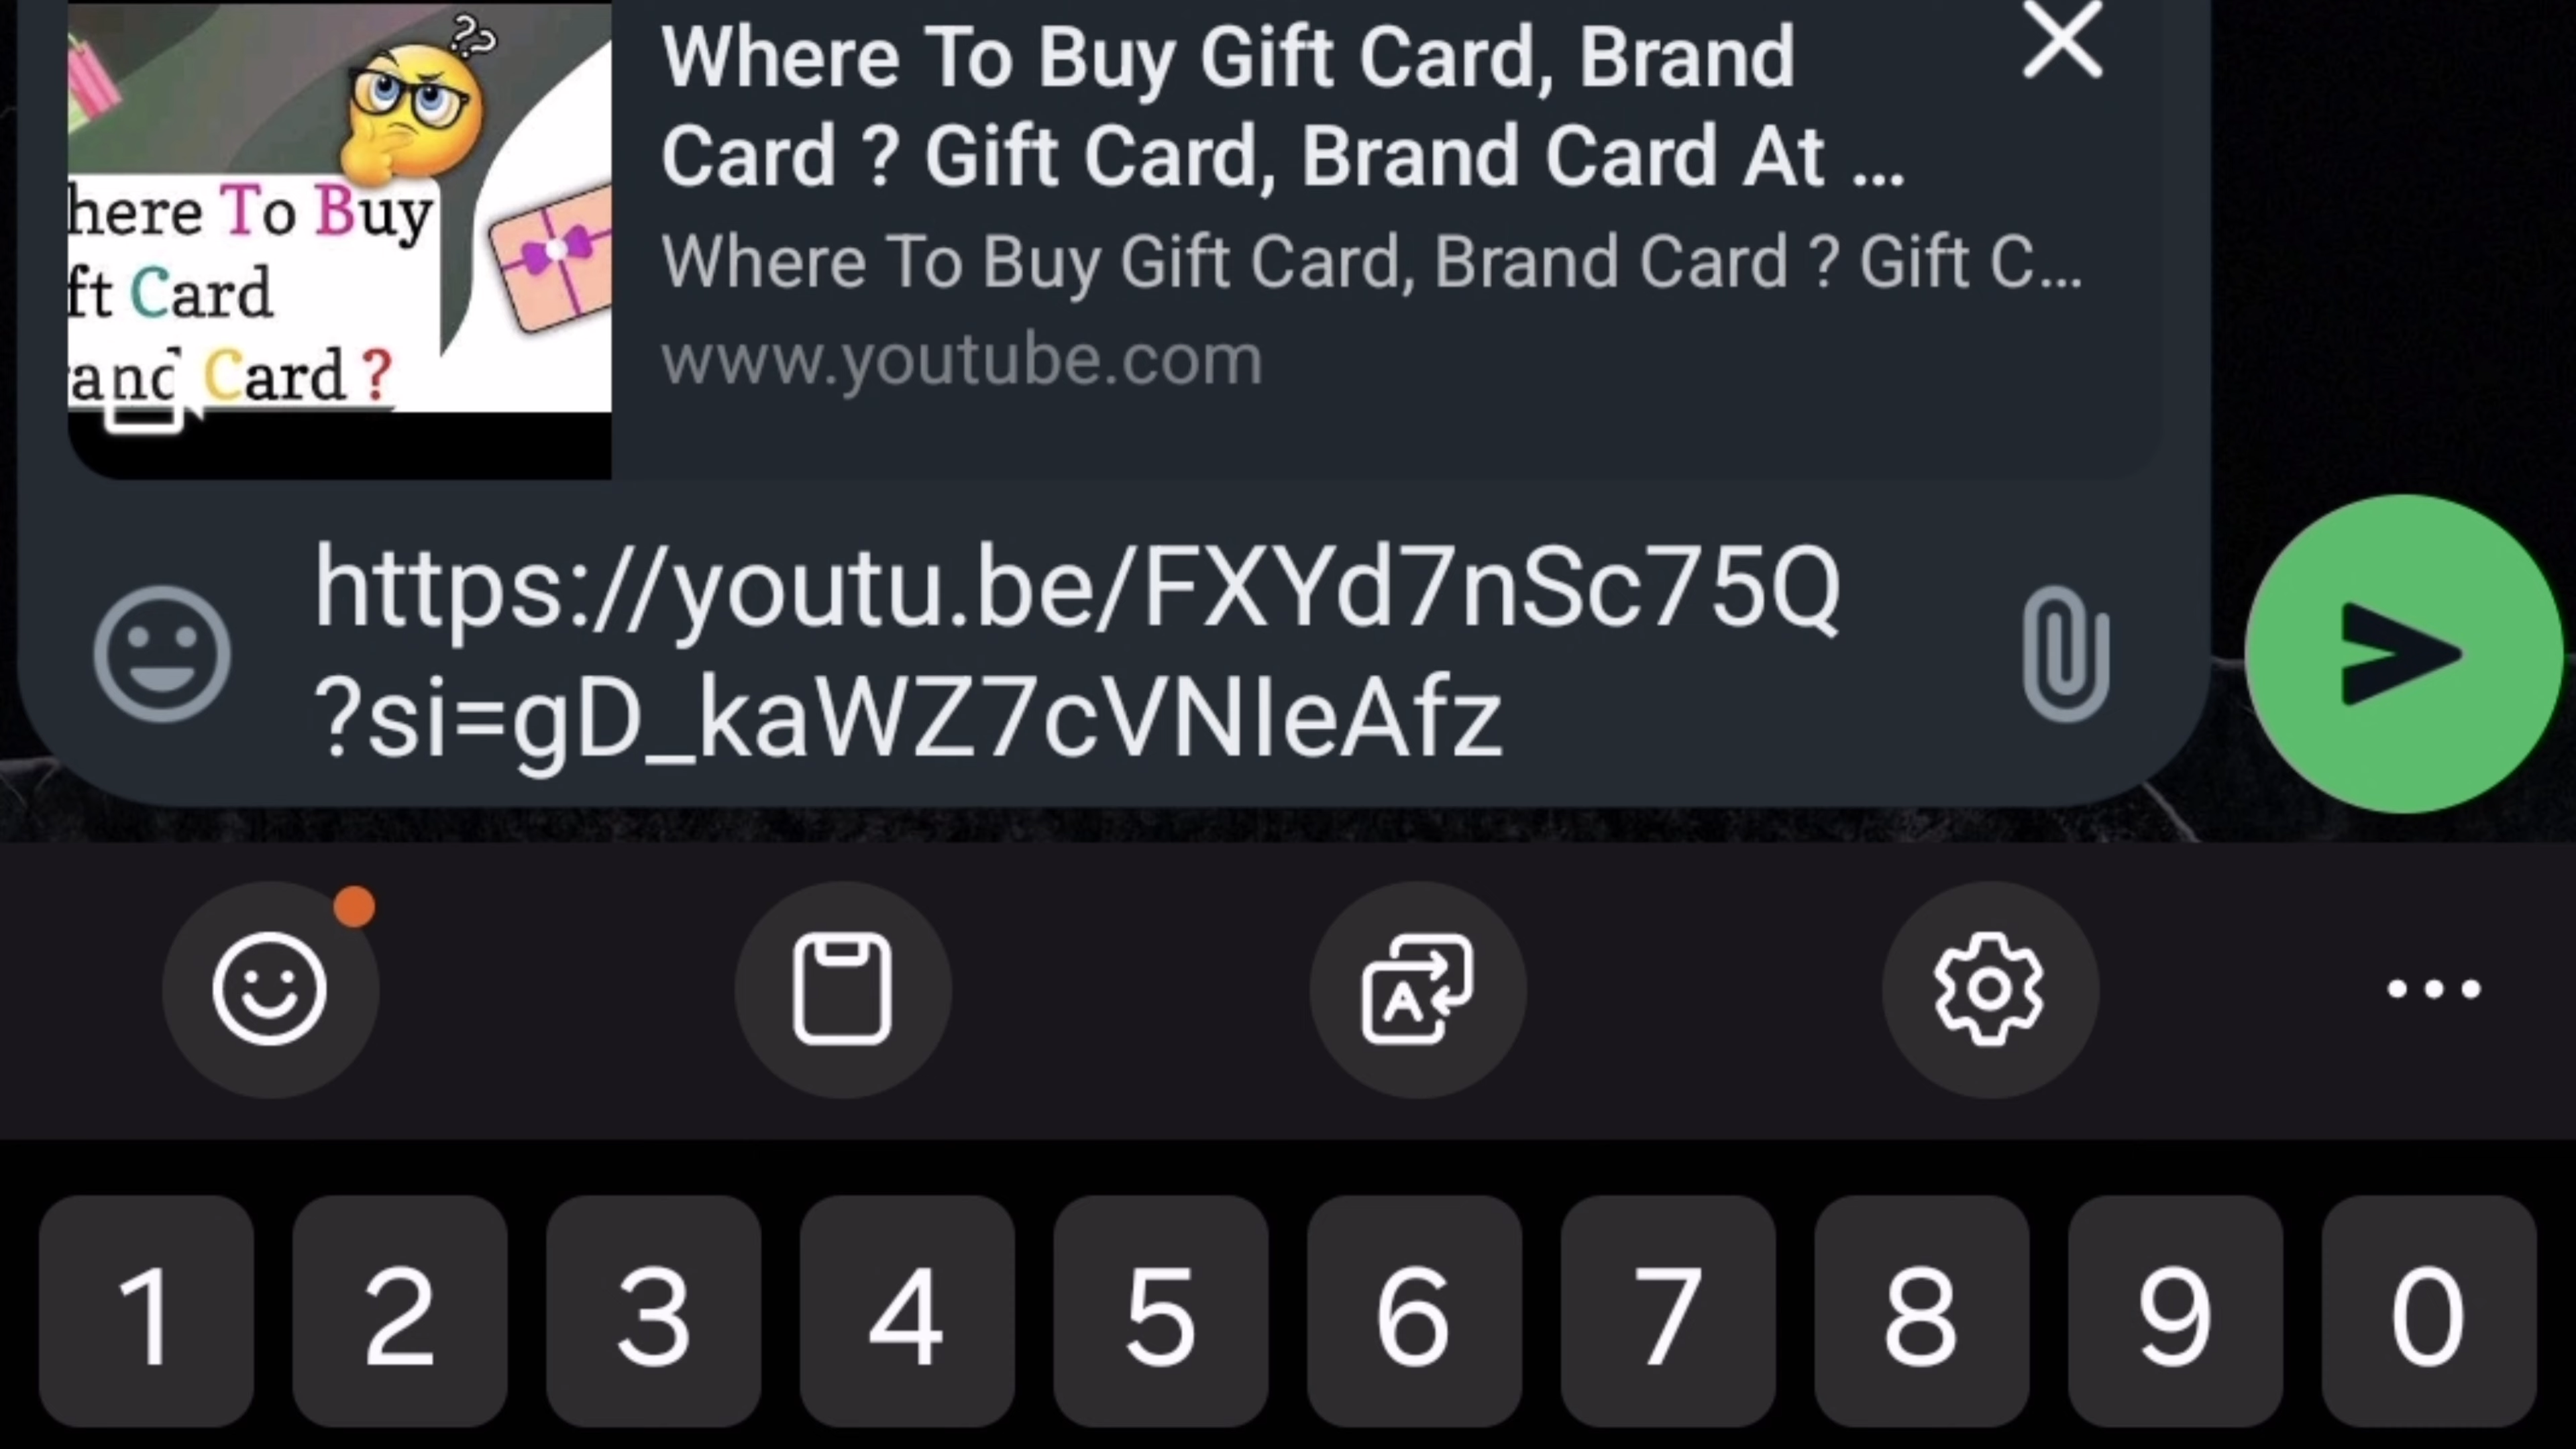 Where To Buy Gift Card, Brand
Card ? Gift Card, Brand Card At ...
Where To Buy Gift Card, Brand Card ? Gift C...
www.youtube.com
??
here To Buy
ft Card
and Card ?
https://youtu.be/FXYd7nSc75Q
?si=gD_kaWZ7cVNIeAfz
A
1 2 3 4 5 6 7 8 9 0